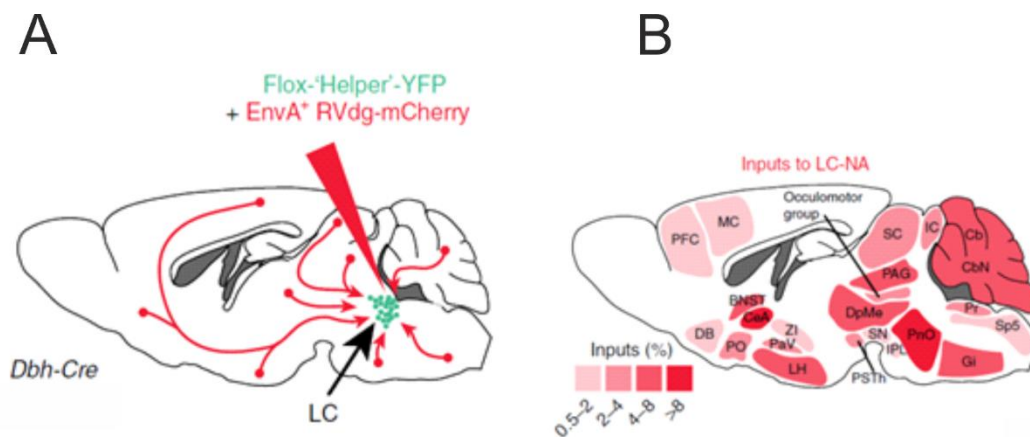 A
B
Flox-'Helper'-YFP
+ EnvA⁺ RVdg-mCherry
Dbh-Cre
LC
Inputs to LC-NA
Occulomotor
group
PFC
MC
SC
IC
Cb
CbN
PAG
BNST
CeA
DpMe
Pr
Sp5
DB
PO
ZI
PaV
SN
IPL
PnO
LH
PSTh
Gi
Inputs (%)
0.5–2
2–4
4–8
>8